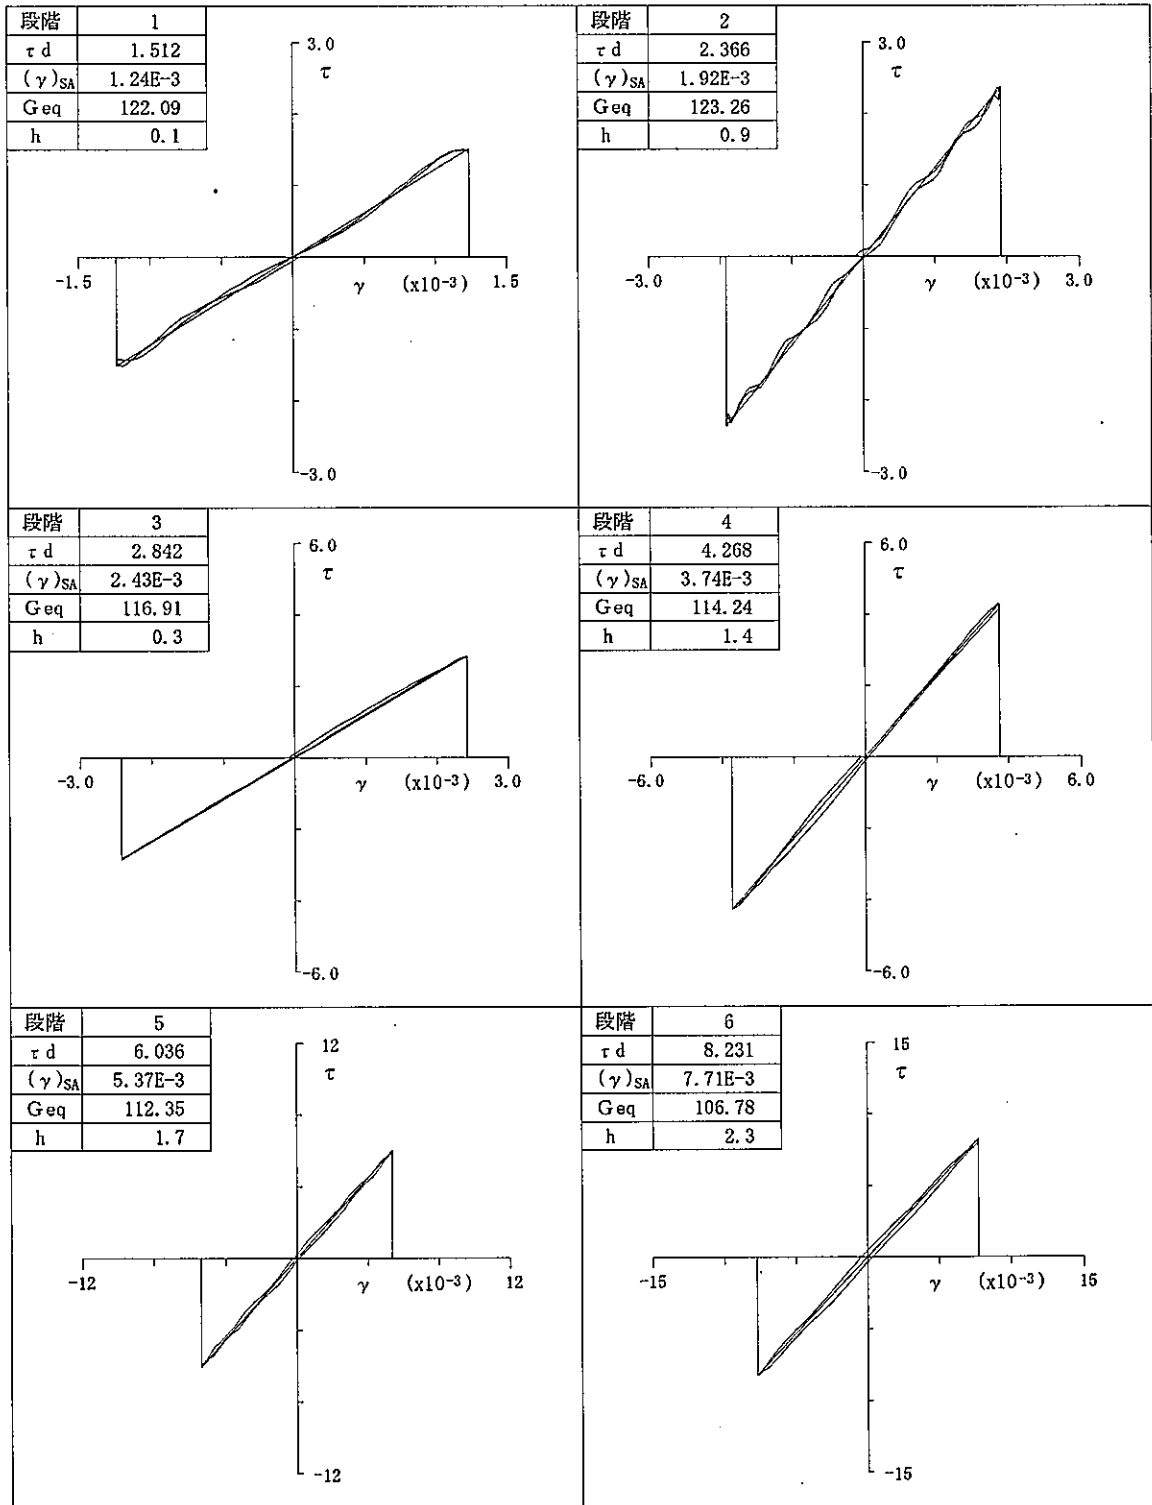 段階 1
τd 1.512
(γ)SA 1.24E-3
Geq 122.09
h 0.1
3.0
τ
-1.5 γ (x10-3) 1.5
-3.0
段階 2
τd 2.366
(γ)SA 1.92E-3
Geq 123.26
h 0.9
3.0
τ
-3.0 γ (x10-3) 3.0
-3.0
段階 3
τd 2.842
(γ)SA 2.43E-3
Geq 116.91
h 0.3
6.0
τ
-3.0 γ (x10-3) 3.0
-6.0
段階 4
τd 4.268
(γ)SA 3.74E-3
Geq 114.24
h 1.4
6.0
τ
-6.0 γ (x10-3) 6.0
-6.0
段階 5
τd 6.036
(γ)SA 5.37E-3
Geq 112.35
h 1.7
12
τ
-12 γ (x10-3) 12
-12
段階 6
τd 8.231
(γ)SA 7.71E-3
Geq 106.78
h 2.3
15
τ
-15 γ (x10-3) 15
-15